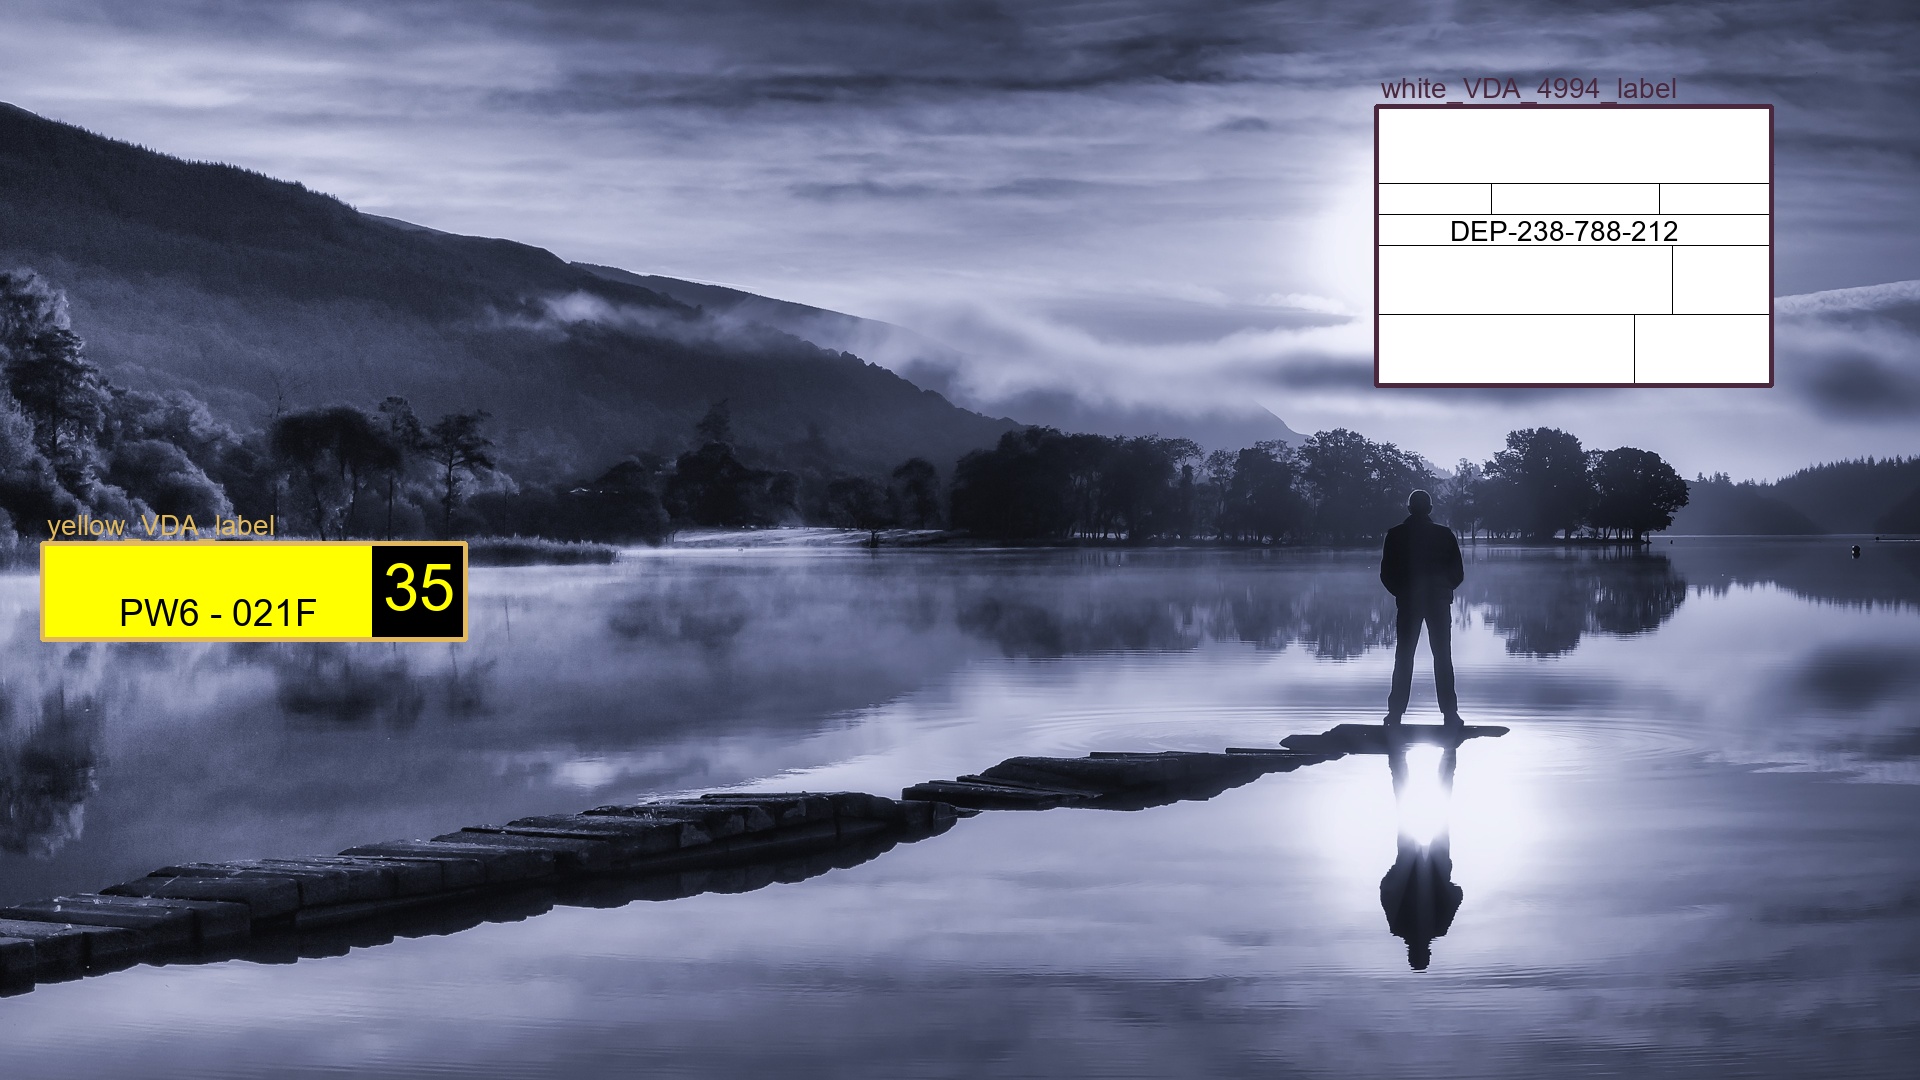 white_VDA_4994_label
DEP-238-788-212
yellow_VDA_label
35
PW6 - 021F